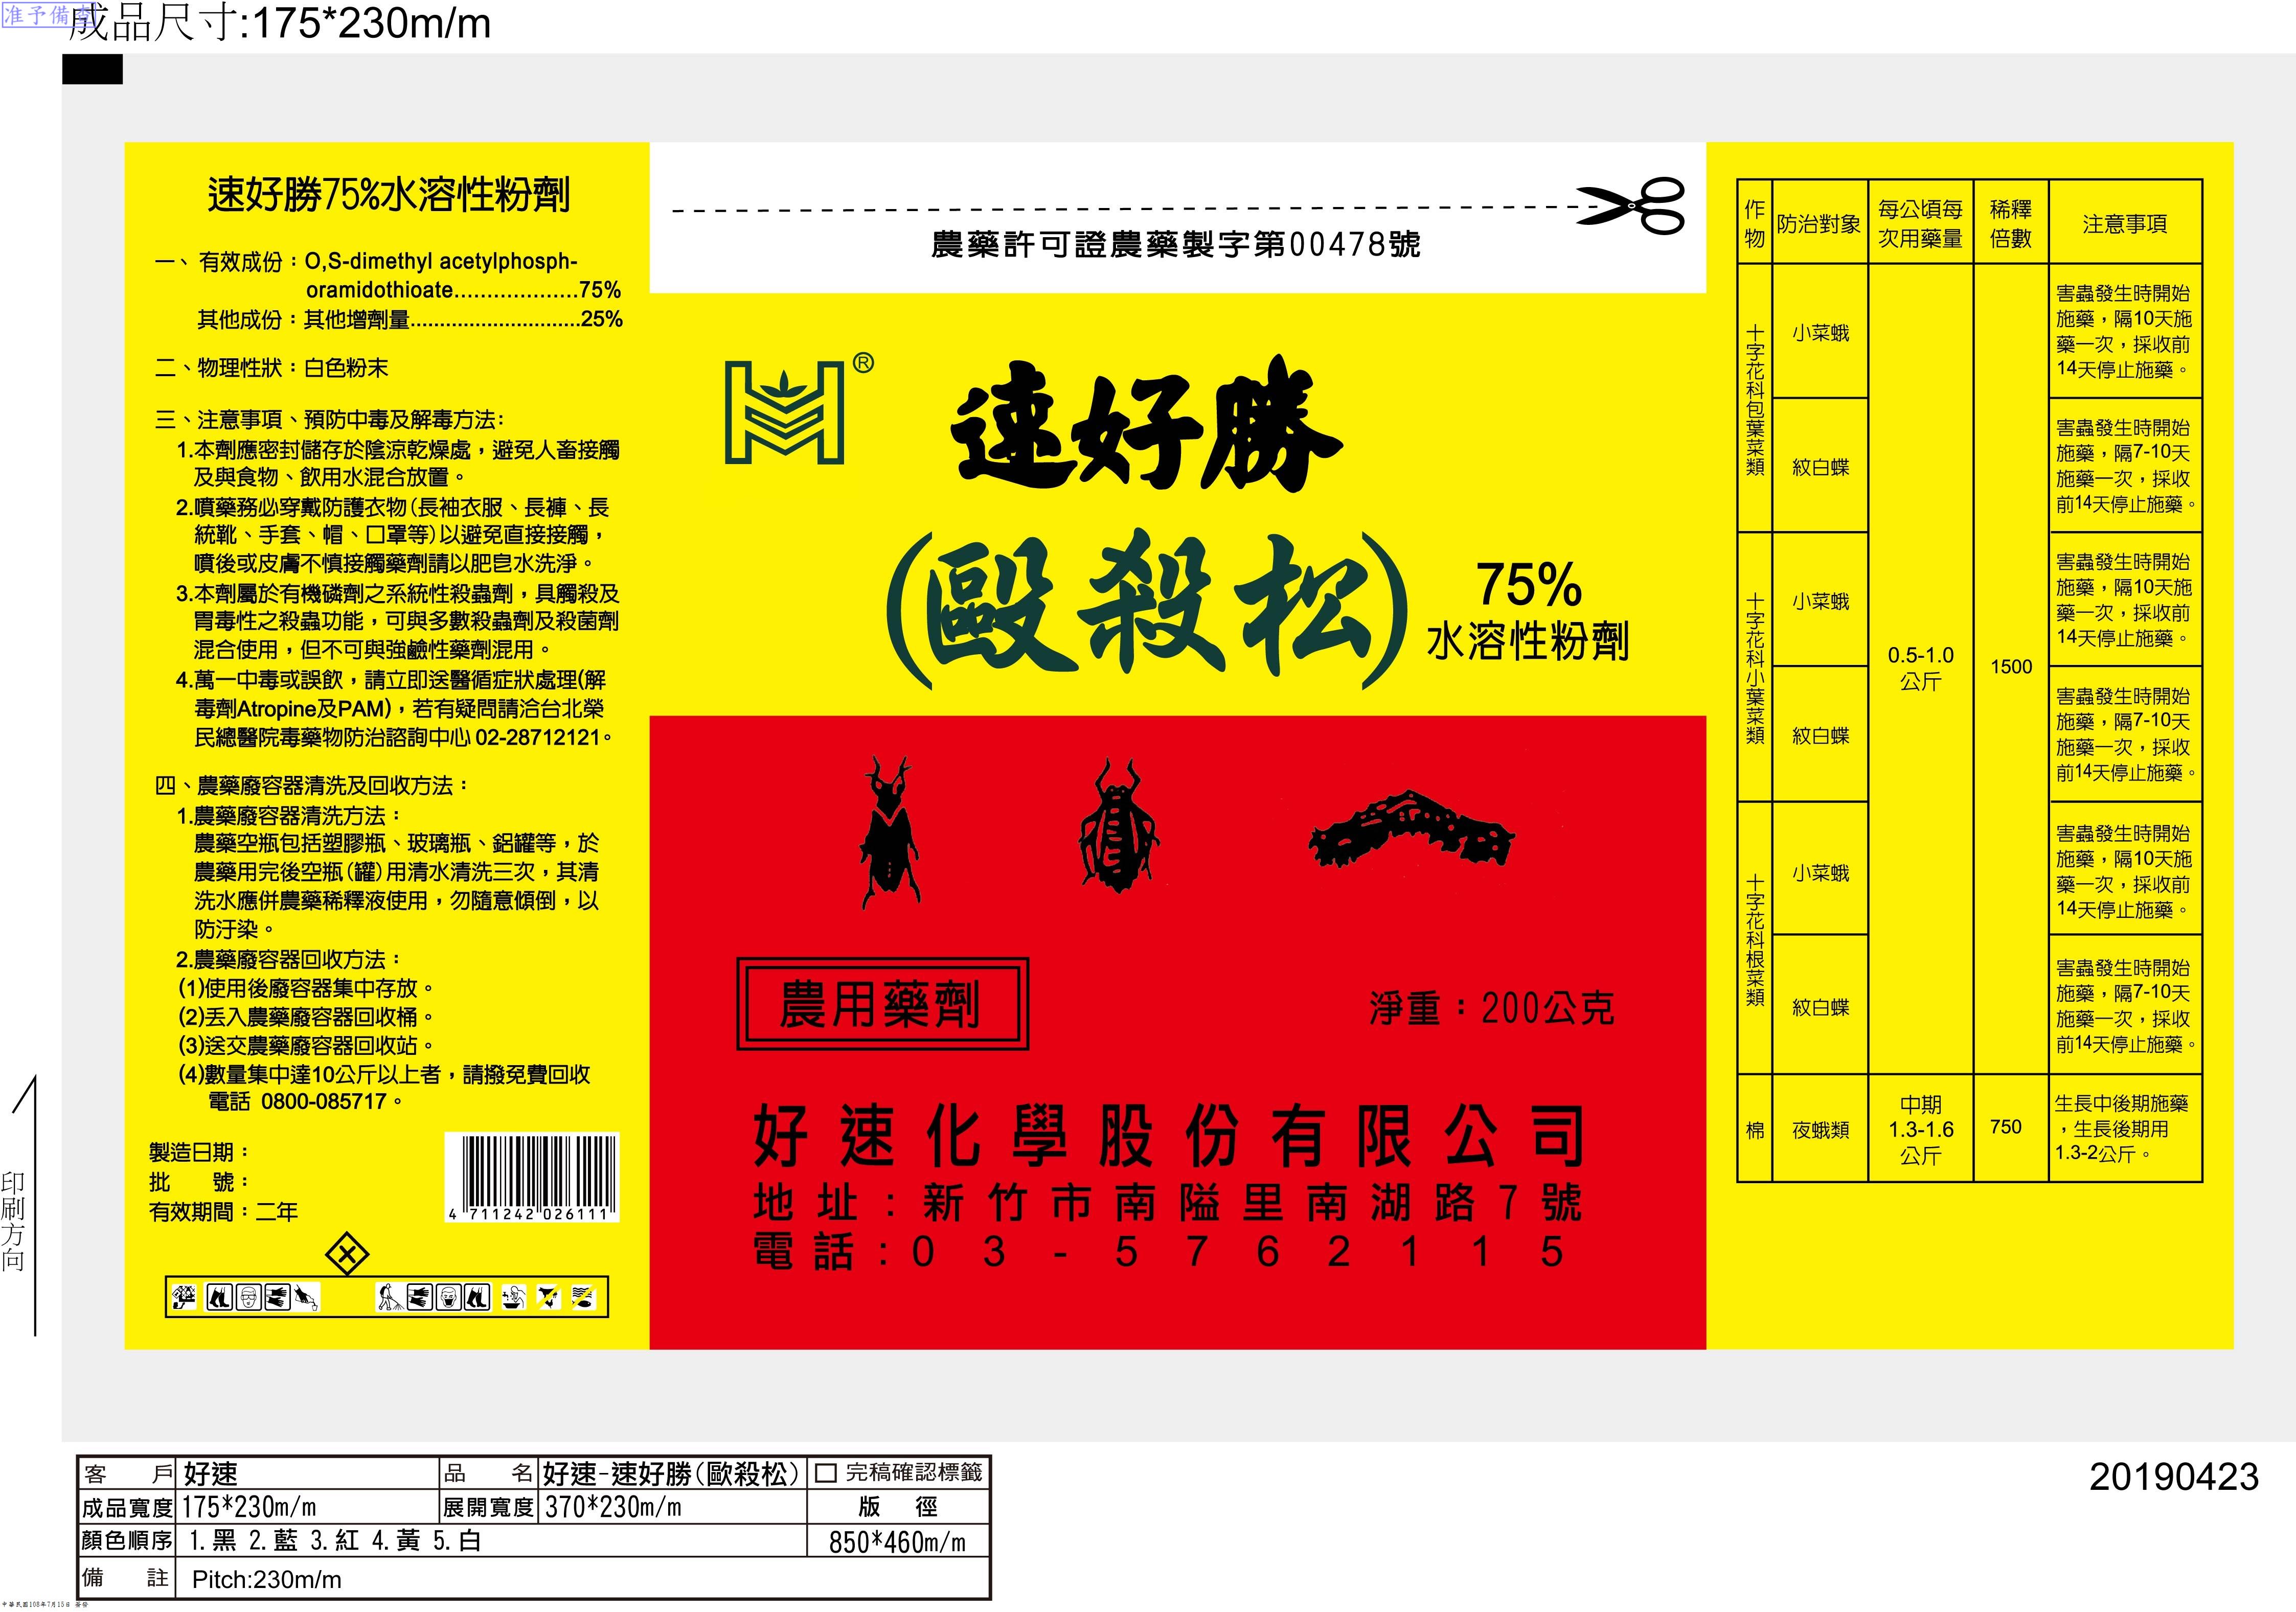 准予備查
成品尺寸:175*230m/m
速好勝75%水溶性粉劑
一、有效成份：O,S-dimethyl acetylphosph-
oramidothioate...................75%
其他成份：其他增劑量.............................25%
二、物理性狀：白色粉末
三、注意事項、預防中毒及解毒方法:
1.本劑應密封儲存於陰涼乾燥處，避免人畜接觸
及與食物、飲用水混合放置。
2.噴藥務必穿戴防護衣物(長袖衣服、長褲、長
統靴、手套、帽、口罩等)以避免直接接觸，
噴後或皮膚不慎接觸藥劑請以肥皂水洗淨。
3.本劑屬於有機磷劑之系統性殺蟲劑，具觸殺及
胃毒性之殺蟲功能，可與多數殺蟲劑及殺菌劑
混合使用，但不可與強鹼性藥劑混用。
4.萬一中毒或誤飲，請立即送醫循症狀處理(解
毒劑Atropine及PAM)，若有疑問請洽台北榮
民總醫院毒藥物防治諮詢中心 02-28712121。
四、農藥廢容器清洗及回收方法：
1.農藥廢容器清洗方法：
農藥空瓶包括塑膠瓶、玻璃瓶、鋁罐等，於
農藥用完後空瓶(罐)用清水清洗三次，其清
洗水應併農藥稀釋液使用，勿隨意傾倒，以
防汙染。
2.農藥廢容器回收方法：
(1)使用後廢容器集中存放。
(2)丟入農藥廢容器回收桶。
(3)送交農藥廢容器回收站。
(4)數量集中達10公斤以上者，請撥免費回收
電話 0800-085717。
製造日期：
批　　號：
有效期間：二年
4 711242 026111
農藥許可證農藥製字第00478號
®
速好勝
(毆殺松)
75%
水溶性粉劑
農用藥劑
淨重：200公克
好速化學股份有限公司
地址：新竹市南隘里南湖路7號
電話：03-5762115
作物 防治對象 每公頃每次用藥量 稀釋倍數 注意事項
十字花科包葉菜類
小菜蛾
害蟲發生時開始
施藥，隔10天施
藥一次，採收前
14天停止施藥。
紋白蝶
害蟲發生時開始
施藥，隔7-10天
施藥一次，採收
前14天停止施藥。
十字花科小葉菜類
小菜蛾
0.5-1.0
公斤
1500
害蟲發生時開始
施藥，隔10天施
藥一次，採收前
14天停止施藥。
紋白蝶
害蟲發生時開始
施藥，隔7-10天
施藥一次，採收
前14天停止施藥。
十字花科根菜類
小菜蛾
害蟲發生時開始
施藥，隔10天施
藥一次，採收前
14天停止施藥。
紋白蝶
害蟲發生時開始
施藥，隔7-10天
施藥一次，採收
前14天停止施藥。
棉
夜蛾類
中期
1.3-1.6
公斤
750
生長中後期施藥
，生長後期用
1.3-2公斤。
印刷方向
客　戶 好速 品　名 好速-速好勝(歐殺松) 完稿確認標籤
成品寬度 175*230m/m 展開寬度 370*230m/m 版　徑
顏色順序 1.黑 2.藍 3.紅 4.黃 5.白 850*460m/m
備　註 Pitch:230m/m
20190423
中華民國108年7月15日